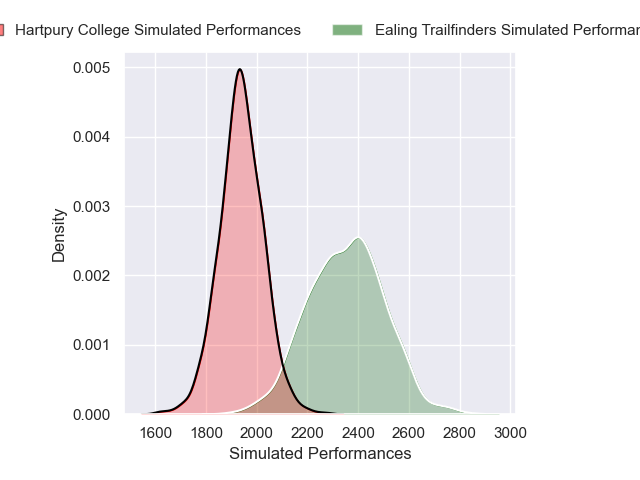 Hartpury College Simulated Performances
Ealing Trailfinders Simulated
0.005
0.004
0.003
0.002
0.001
0.000
Density
1600 1800 2000 2200 2400 2600 2800 3000
Simulated Performances